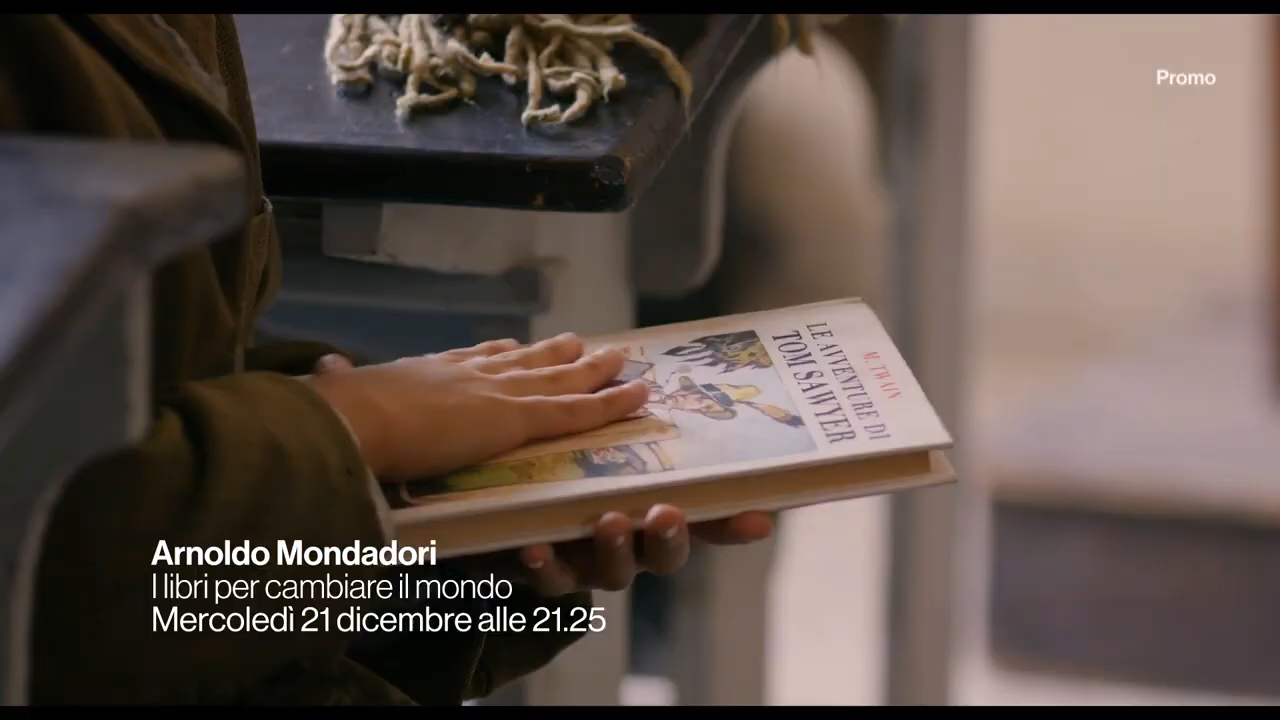 Promo
M. TWAIN
LE AVVENTURE DI
TOM SAWYER
Arnoldo Mondadori
I libri per cambiare il mondo
Mercoledì 21 dicembre alle 21.25